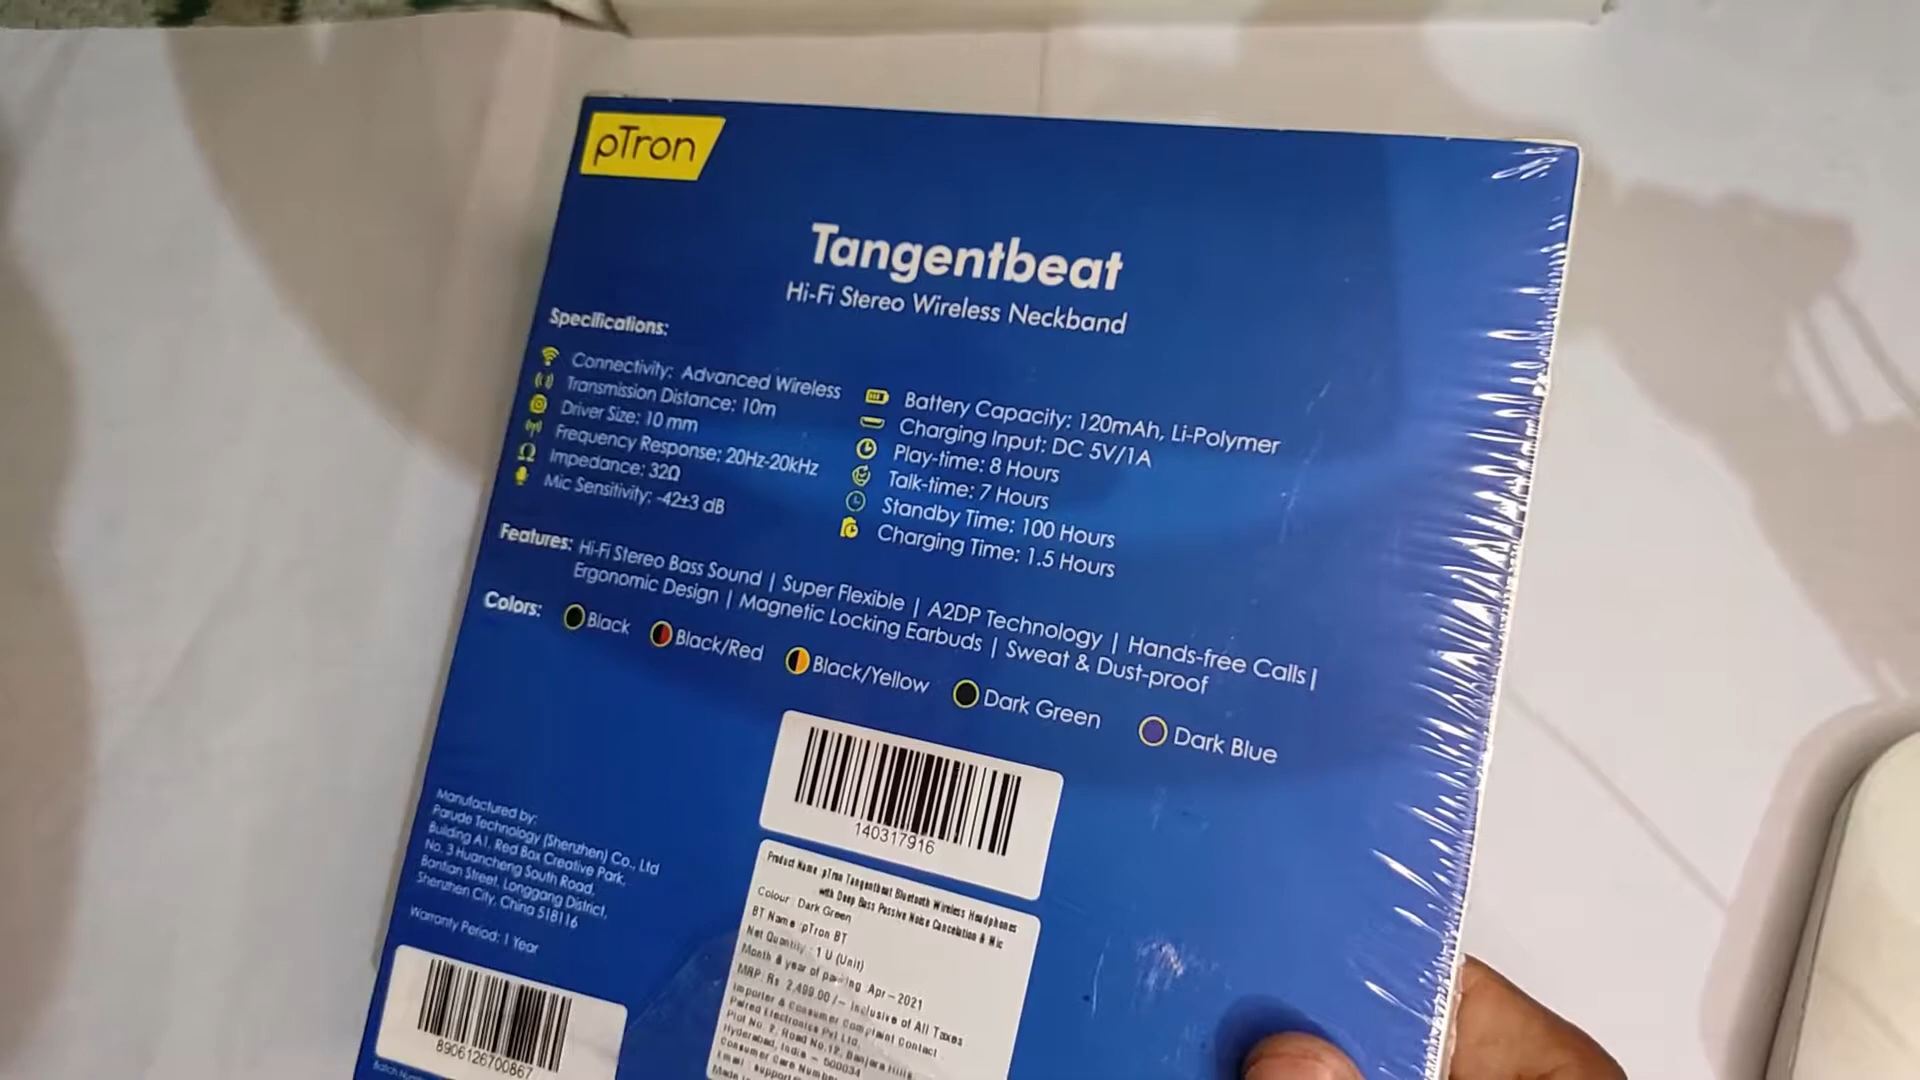 pTron
Tangentbeat
Hi-Fi Stereo Wireless Neckband
Specifications:
Connectivity: Advanced Wireless
Transmission Distance: 10m
Driver Size: 10 mm
Frequency Response: 20Hz-20kHz
Impedance: 32Ω
Mic Sensitivity: -42±3 dB
Battery Capacity: 120mAh, Li-Polymer
Charging Input: DC 5V/1A
Play-time: 8 Hours
Talk-time: 7 Hours
Standby Time: 100 Hours
Charging Time: 1.5 Hours
Features: Hi-Fi Stereo Bass Sound | Super Flexible | A2DP Technology | Hands-free Calls|
Ergonomic Design | Magnetic Locking Earbuds | Sweat & Dust-proof
Colors: Black Black/Red Black/Yellow Dark Green Dark Blue
140317916
Manufactured by:
Parude Technology (Shenzhen) Co., Ltd
Building A1, Red Box Creative Park,
No. 3 Huancheng South Road,
Bantian Street, Longgang District,
Shenzhen City, China 518116
Warranty Period: 1 Year
8906126700867
Product Name pTron Tangentbeat Bluetooth Wireless Headphones
with Deep Bass Passive Noise Cancelation & Mic
Colour : Dark Green
BT Name : pTron BT
Net Quantity : 1 U (Unit)
Month & year of packing Apr-2021
MRP: Rs 2,499.00/- Inclusive of All Taxes
Importer & Consumer Complaint Contact
Palred Electronics Pvt Ltd.
Plot No. 2, Road No.12, Banjara Hills,
Hyderabad, India - 500034
Consumer Care Number
Email : support
Made in